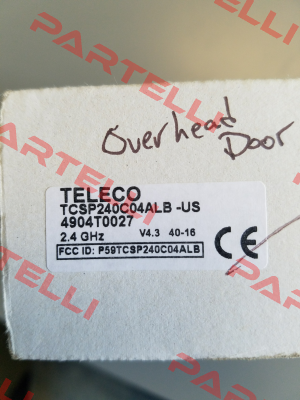 PARTELLI
Overhead
Door
TELECO
TCSP240C04ALB -US
4904T0027
2.4 GHz V4.3 40-16
FCC ID: P59TCSP240C04ALB
CE
PARTELLI
PARTELLI